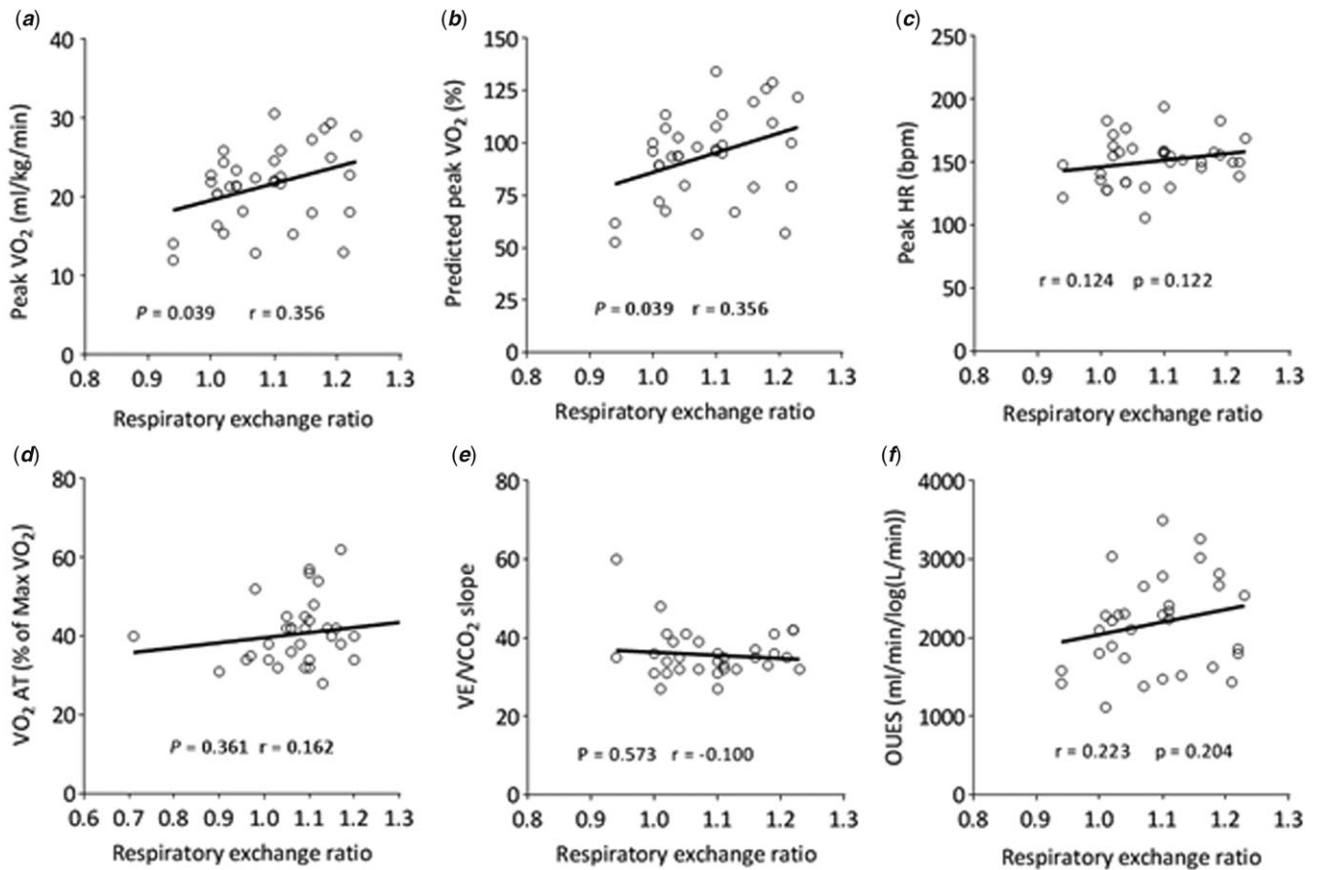 (a)
40
30
20
10
0
Peak VO2 (ml/kg/min)
P = 0.039 r = 0.356
0.8 0.9 1.0 1.1 1.2 1.3
Respiratory exchange ratio
(b)
150
125
100
75
50
25
0
Predicted peak VO2 (%)
P = 0.039 r = 0.356
0.8 0.9 1.0 1.1 1.2 1.3
Respiratory exchange ratio
(c)
250
200
150
100
50
0
Peak HR (bpm)
r = 0.124 p = 0.122
0.8 0.9 1.0 1.1 1.2 1.3
Respiratory exchange ratio
(d)
80
60
40
20
0
VO2 AT (% of Max VO2)
P = 0.361 r = 0.162
0.6 0.7 0.8 0.9 1.0 1.1 1.2 1.3
Respiratory exchange ratio
(e)
80
60
40
20
0
VE/VCO2 slope
P = 0.573 r = -0.100
0.8 0.9 1.0 1.1 1.2 1.3
Respiratory exchange ratio
(f)
4000
3000
2000
1000
0
OUES (ml/min/log(L/min))
r = 0.223 p = 0.204
0.8 0.9 1.0 1.1 1.2 1.3
Respiratory exchange ratio